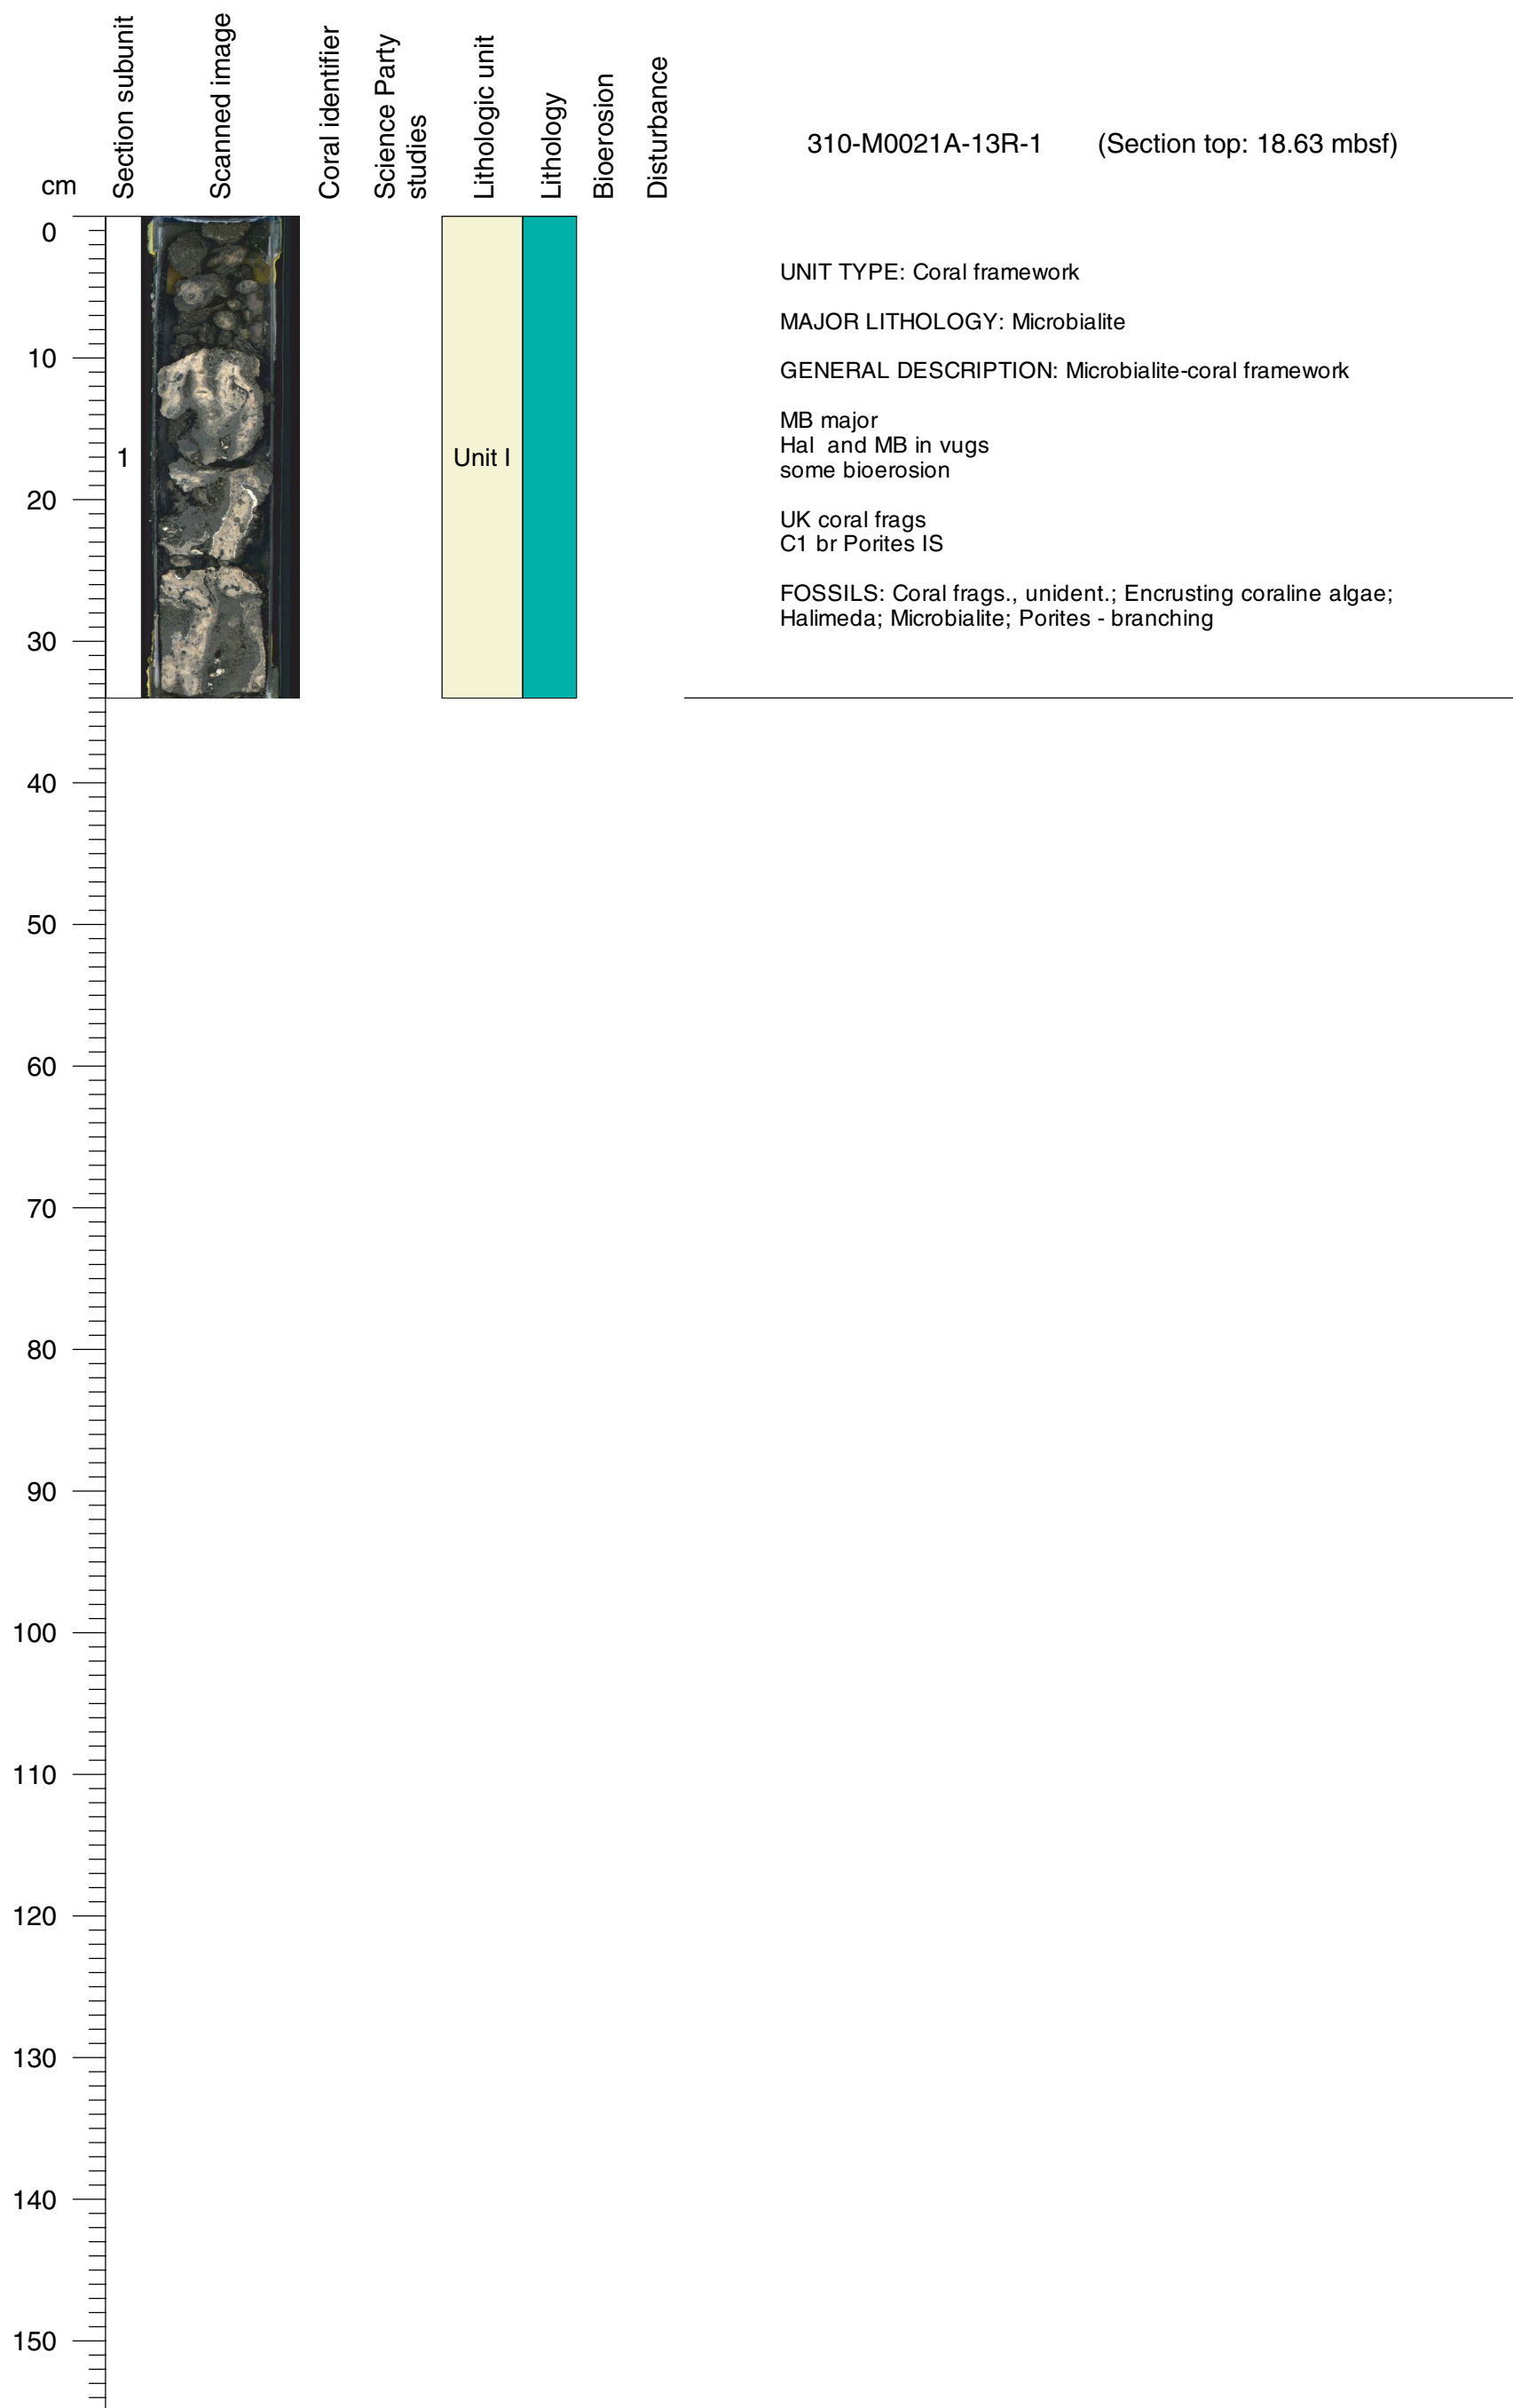 cm
Section subunit
Scanned image
Coral identifier
Science Party
studies
Lithologic unit
Lithology
Bioerosion
Disturbance
310-M0021A-13R-1 (Section top: 18.63 mbsf)
0
10
20
30
40
50
60
70
80
90
100
110
120
130
140
150
1
Unit I
UNIT TYPE: Coral framework
MAJOR LITHOLOGY: Microbialite
GENERAL DESCRIPTION: Microbialite-coral framework
MB major
Hal and MB in vugs
some bioerosion
UK coral frags
C1 br Porites IS
FOSSILS: Coral frags., unident.; Encrusting coraline algae;
Halimeda; Microbialite; Porites - branching